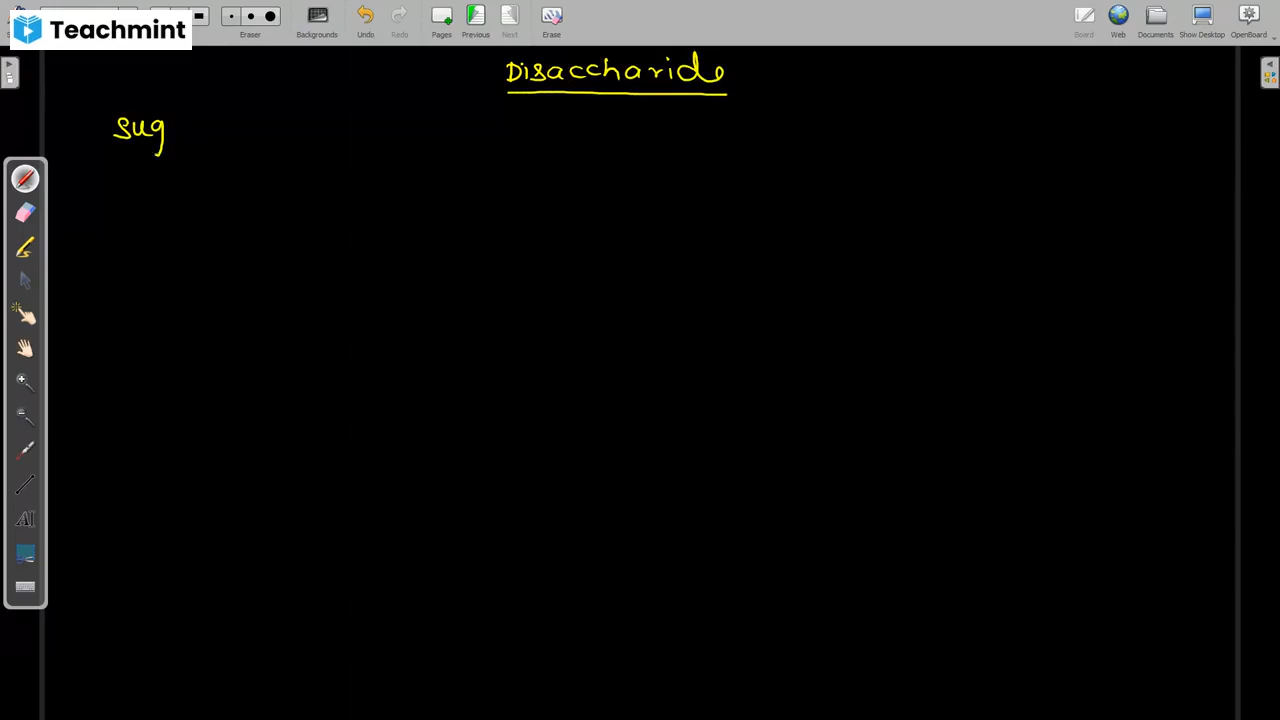 Teachmint
Eraser
Backgrounds
Undo
Redo
Pages
Previous
Next
Erase
Board
Web
Documents
Show Desktop
OpenBoard
Disaccharide
sug